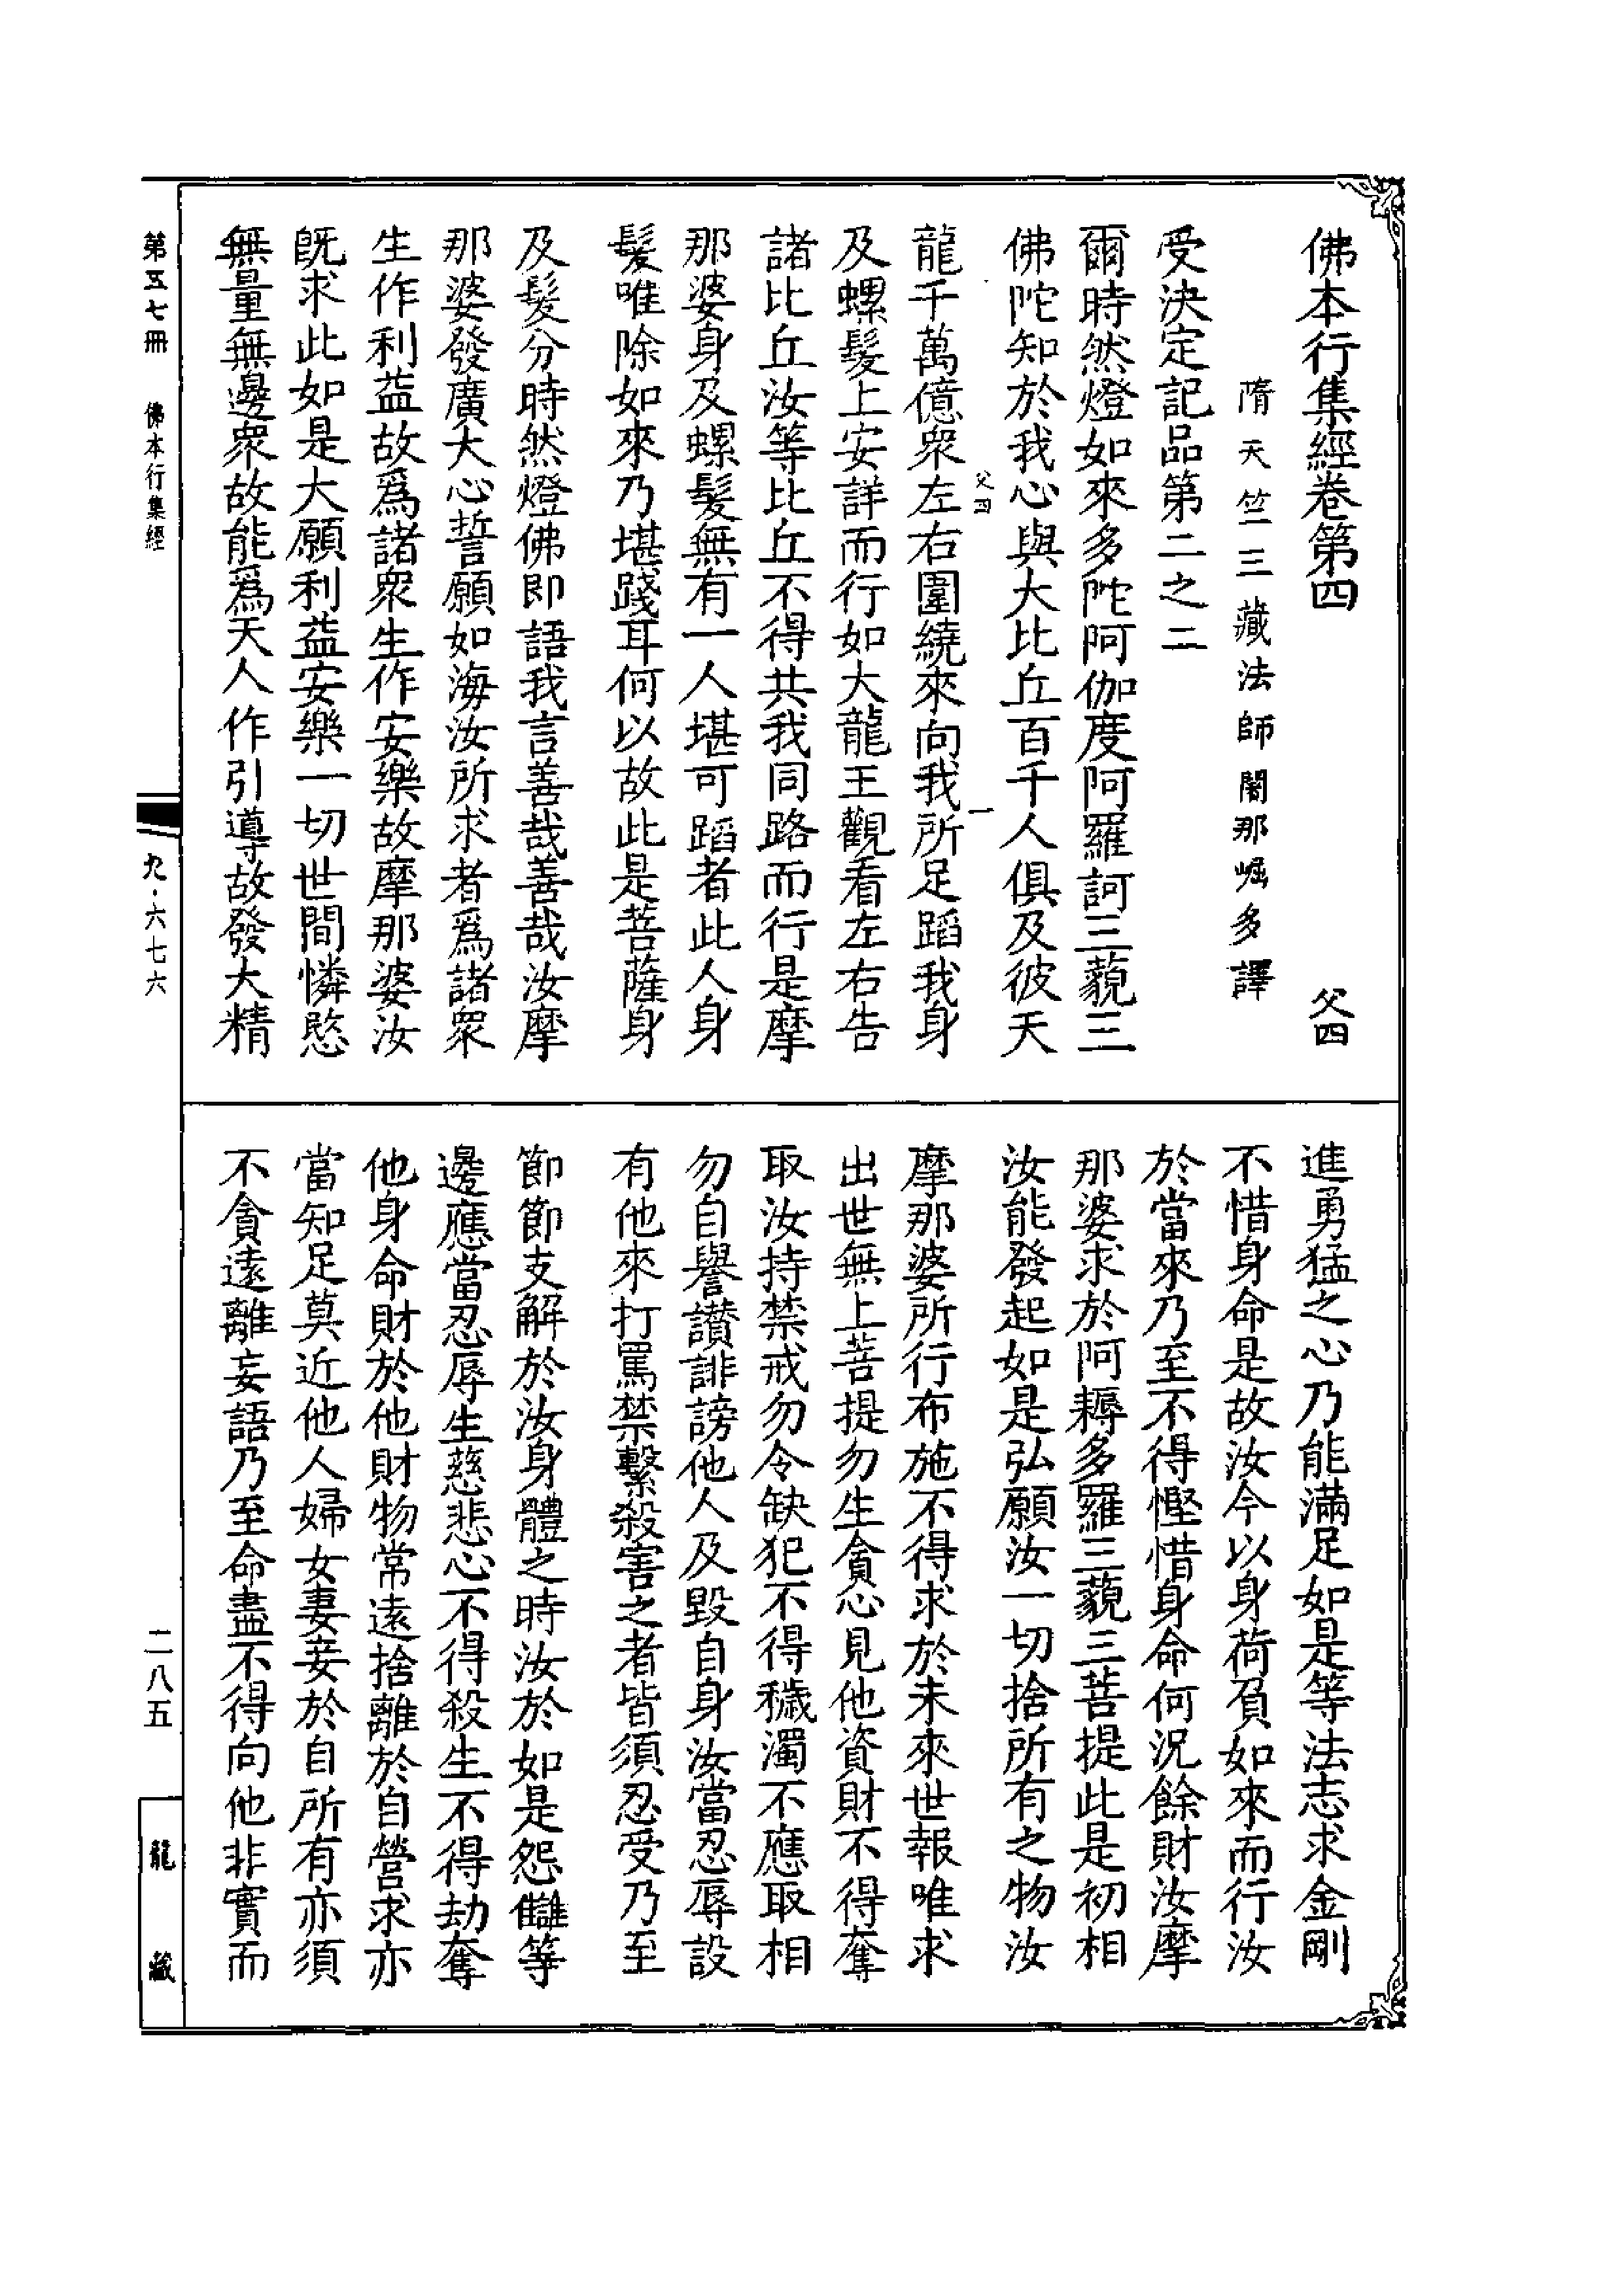 佛本行集經卷第四　父四
隋天竺三藏法師闍那崛多譯
受決定記品第二之二
爾時然燈如來多陀阿伽度阿羅訶三藐三
佛陀知於我心與大比丘百千人俱及彼天
父四　一
龍千萬億衆左右圍繞來向我所足蹈我身
及螺髮上安詳而行如大龍王觀看左右告
諸比丘汝等比丘不得共我同路而行是摩
那婆身及螺髮無有一人堪可蹈者此人身
髮唯除如來乃堪踐耳何以故此是菩薩身
及髮分時然燈佛即語我言善哉善哉汝摩
那婆發廣大心誓願如海汝所求者爲諸衆
生作利益故爲諸衆生作安樂故摩那婆汝
既求此如是大願利益安樂一切世間憐愍
無量無邊衆故能爲天人作引導故發大精
進勇猛之心乃能滿足如是等法志求金剛
不惜身命是故汝今以身荷負如來而行汝
於當來乃至不得慳惜身命何況餘財汝摩
那婆求於阿耨多羅三藐三菩提此是初相
汝能發起如是弘願汝一切捨所有之物汝
摩那婆所行布施不得求於未來世報唯求
出世無上菩提勿生貪心見他資財不得奪
取汝持禁戒勿令缺犯不得穢濁不應取相
勿自譽讚誹謗他人及毀自身汝當忍辱設
有他來打罵禁繫殺害之者皆須忍受乃至
節節支解於汝身體之時汝於如是怨讎等
邊應當忍辱生慈悲心不得殺生不得劫奪
他身命財於他財物常遠捨離於自營求亦
當知足莫近他人婦女妻妾於自所有亦須
不貪遠離妄語乃至命盡不得向他非實而
第五七冊　佛本行集經　九·六七六　二八五　龍藏